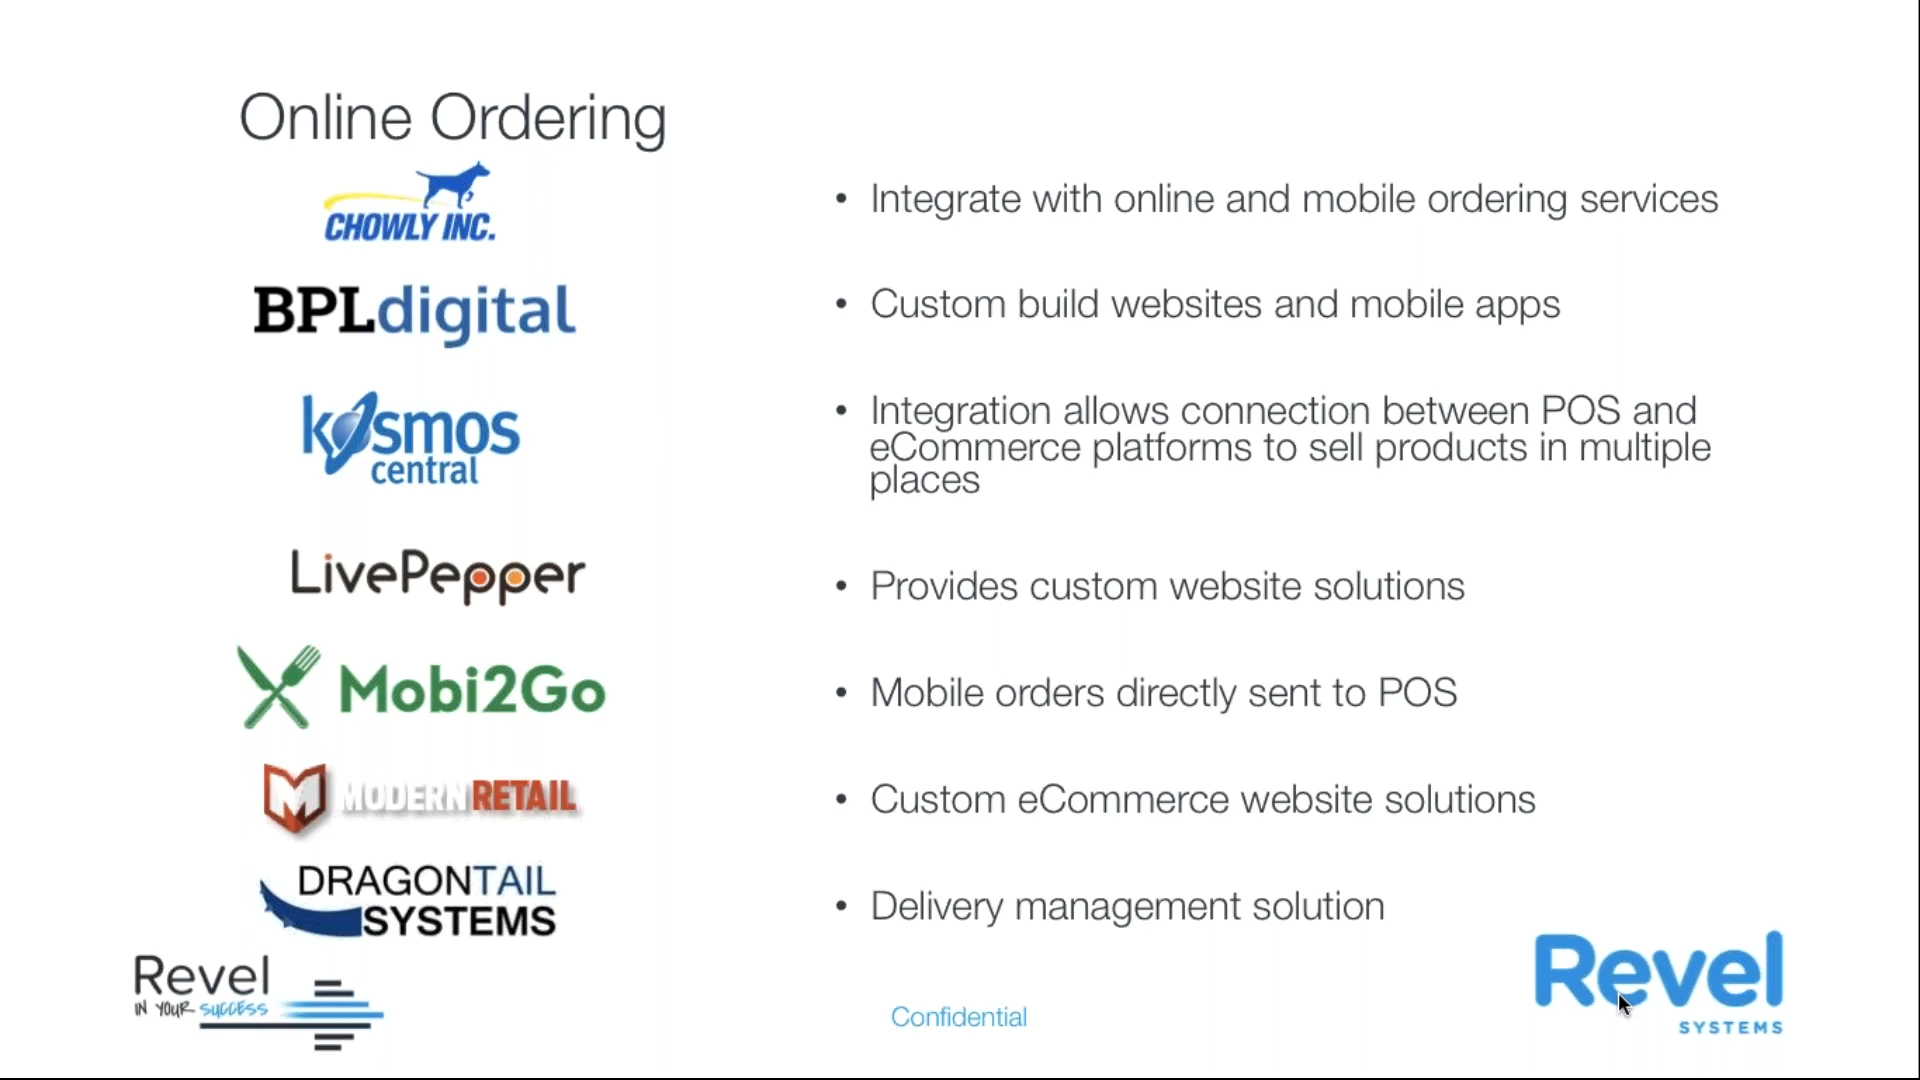 Online Ordering
CHOWLY INC.
• Integrate with online and mobile ordering services
BPLdigital
• Custom build websites and mobile apps
kosmos
central
• Integration allows connection between POS and
eCommerce platforms to sell products in multiple
places
LivePepper
• Provides custom website solutions
Mobi2Go
• Mobile orders directly sent to POS
MODERN RETAIL
• Custom eCommerce website solutions
DRAGONTAIL
SYSTEMS
• Delivery management solution
Revel
IN YOUR SUCCESS
Confidential
Revel
SYSTEMS